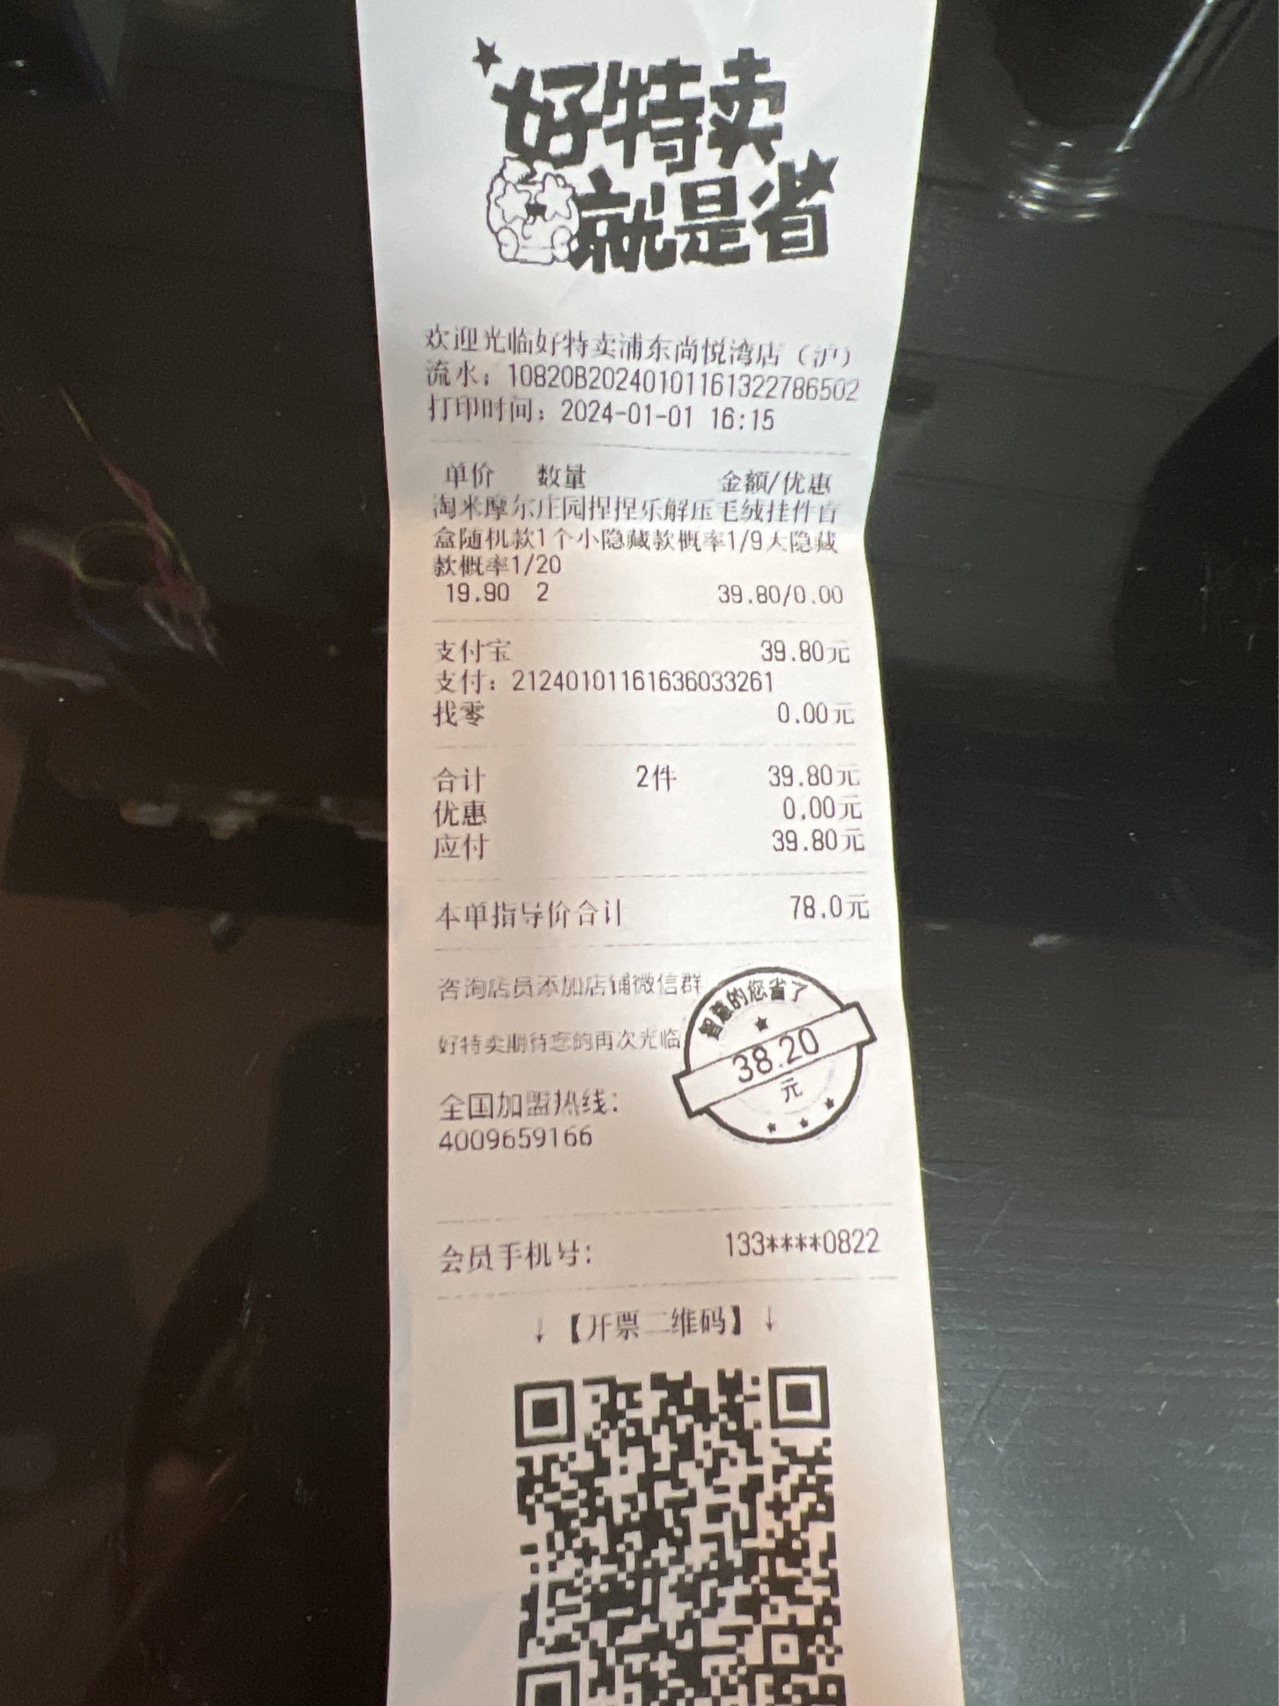 好特卖
就是省
欢迎光临好特卖浦东尚悦湾店（沪）
流水：10820B20240101161322786502
打印时间：2024-01-01 16:15
单价 数量 金额/优惠
淘米摩尔庄园捏捏乐解压毛绒挂件盲
盒随机款1个小隐藏款概率1/9大隐藏
款概率1/20
19.90 2 39.80/0.00
支付宝 39.80元
支付：21240101161636033261
找零 0.00元
合计 2件 39.80元
优惠 0.00元
应付 39.80元
本单指导价合计 78.0元
咨询店员添加店铺微信群
好特卖期待您的再次光临
智慧的您省了
38.20
元
全国加盟热线：
4009659166
会员手机号： 133****0822
↓【开票二维码】↓